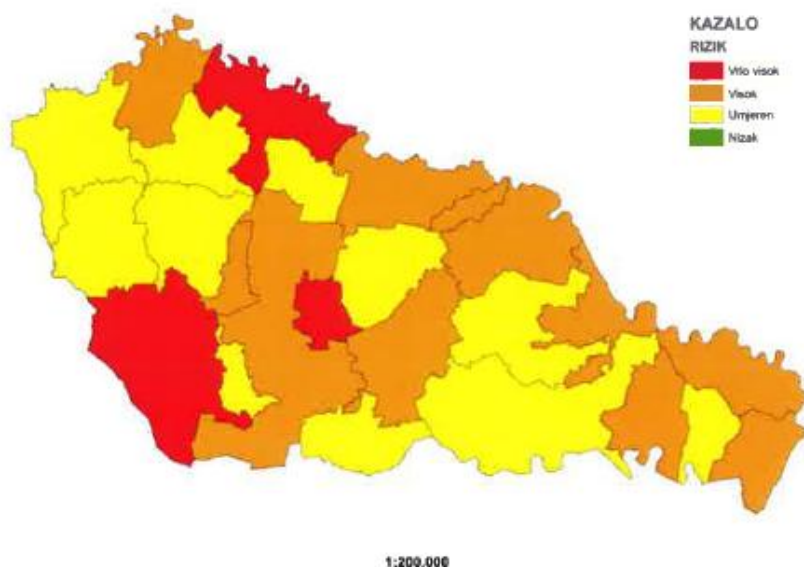 KAZALO
RIZIK
Vrlo visok
Visok
Umjeren
Nizak
1:200.000